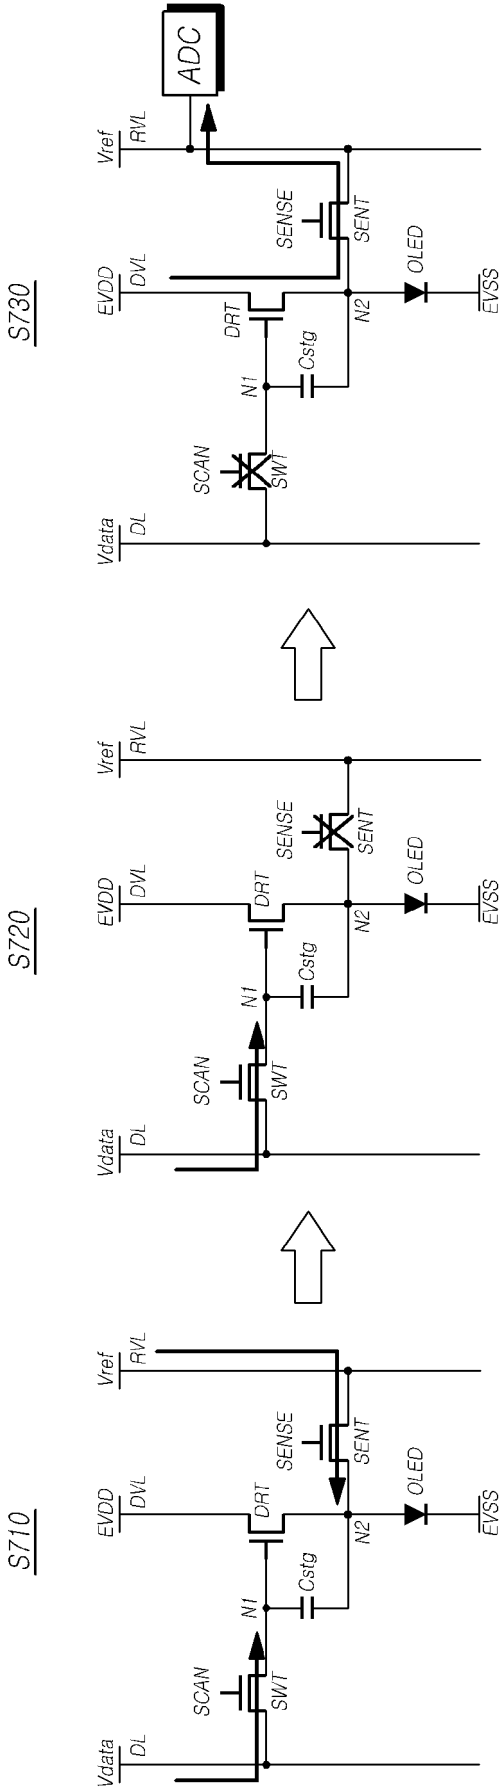 S710
Vdata
DL
EVDD
DVL
Vref
RVL
SCAN
SWT
N1
DRT
Cstg
SENSE
SENT
N2
OLED
EVSS
S720
Vdata
DL
EVDD
DVL
Vref
RVL
SCAN
SWT
N1
DRT
Cstg
SENSE
SENT
N2
OLED
EVSS
S730
Vdata
DL
EVDD
DVL
Vref
RVL
ADC
SCAN
SWT
N1
DRT
Cstg
SENSE
SENT
N2
OLED
EVSS